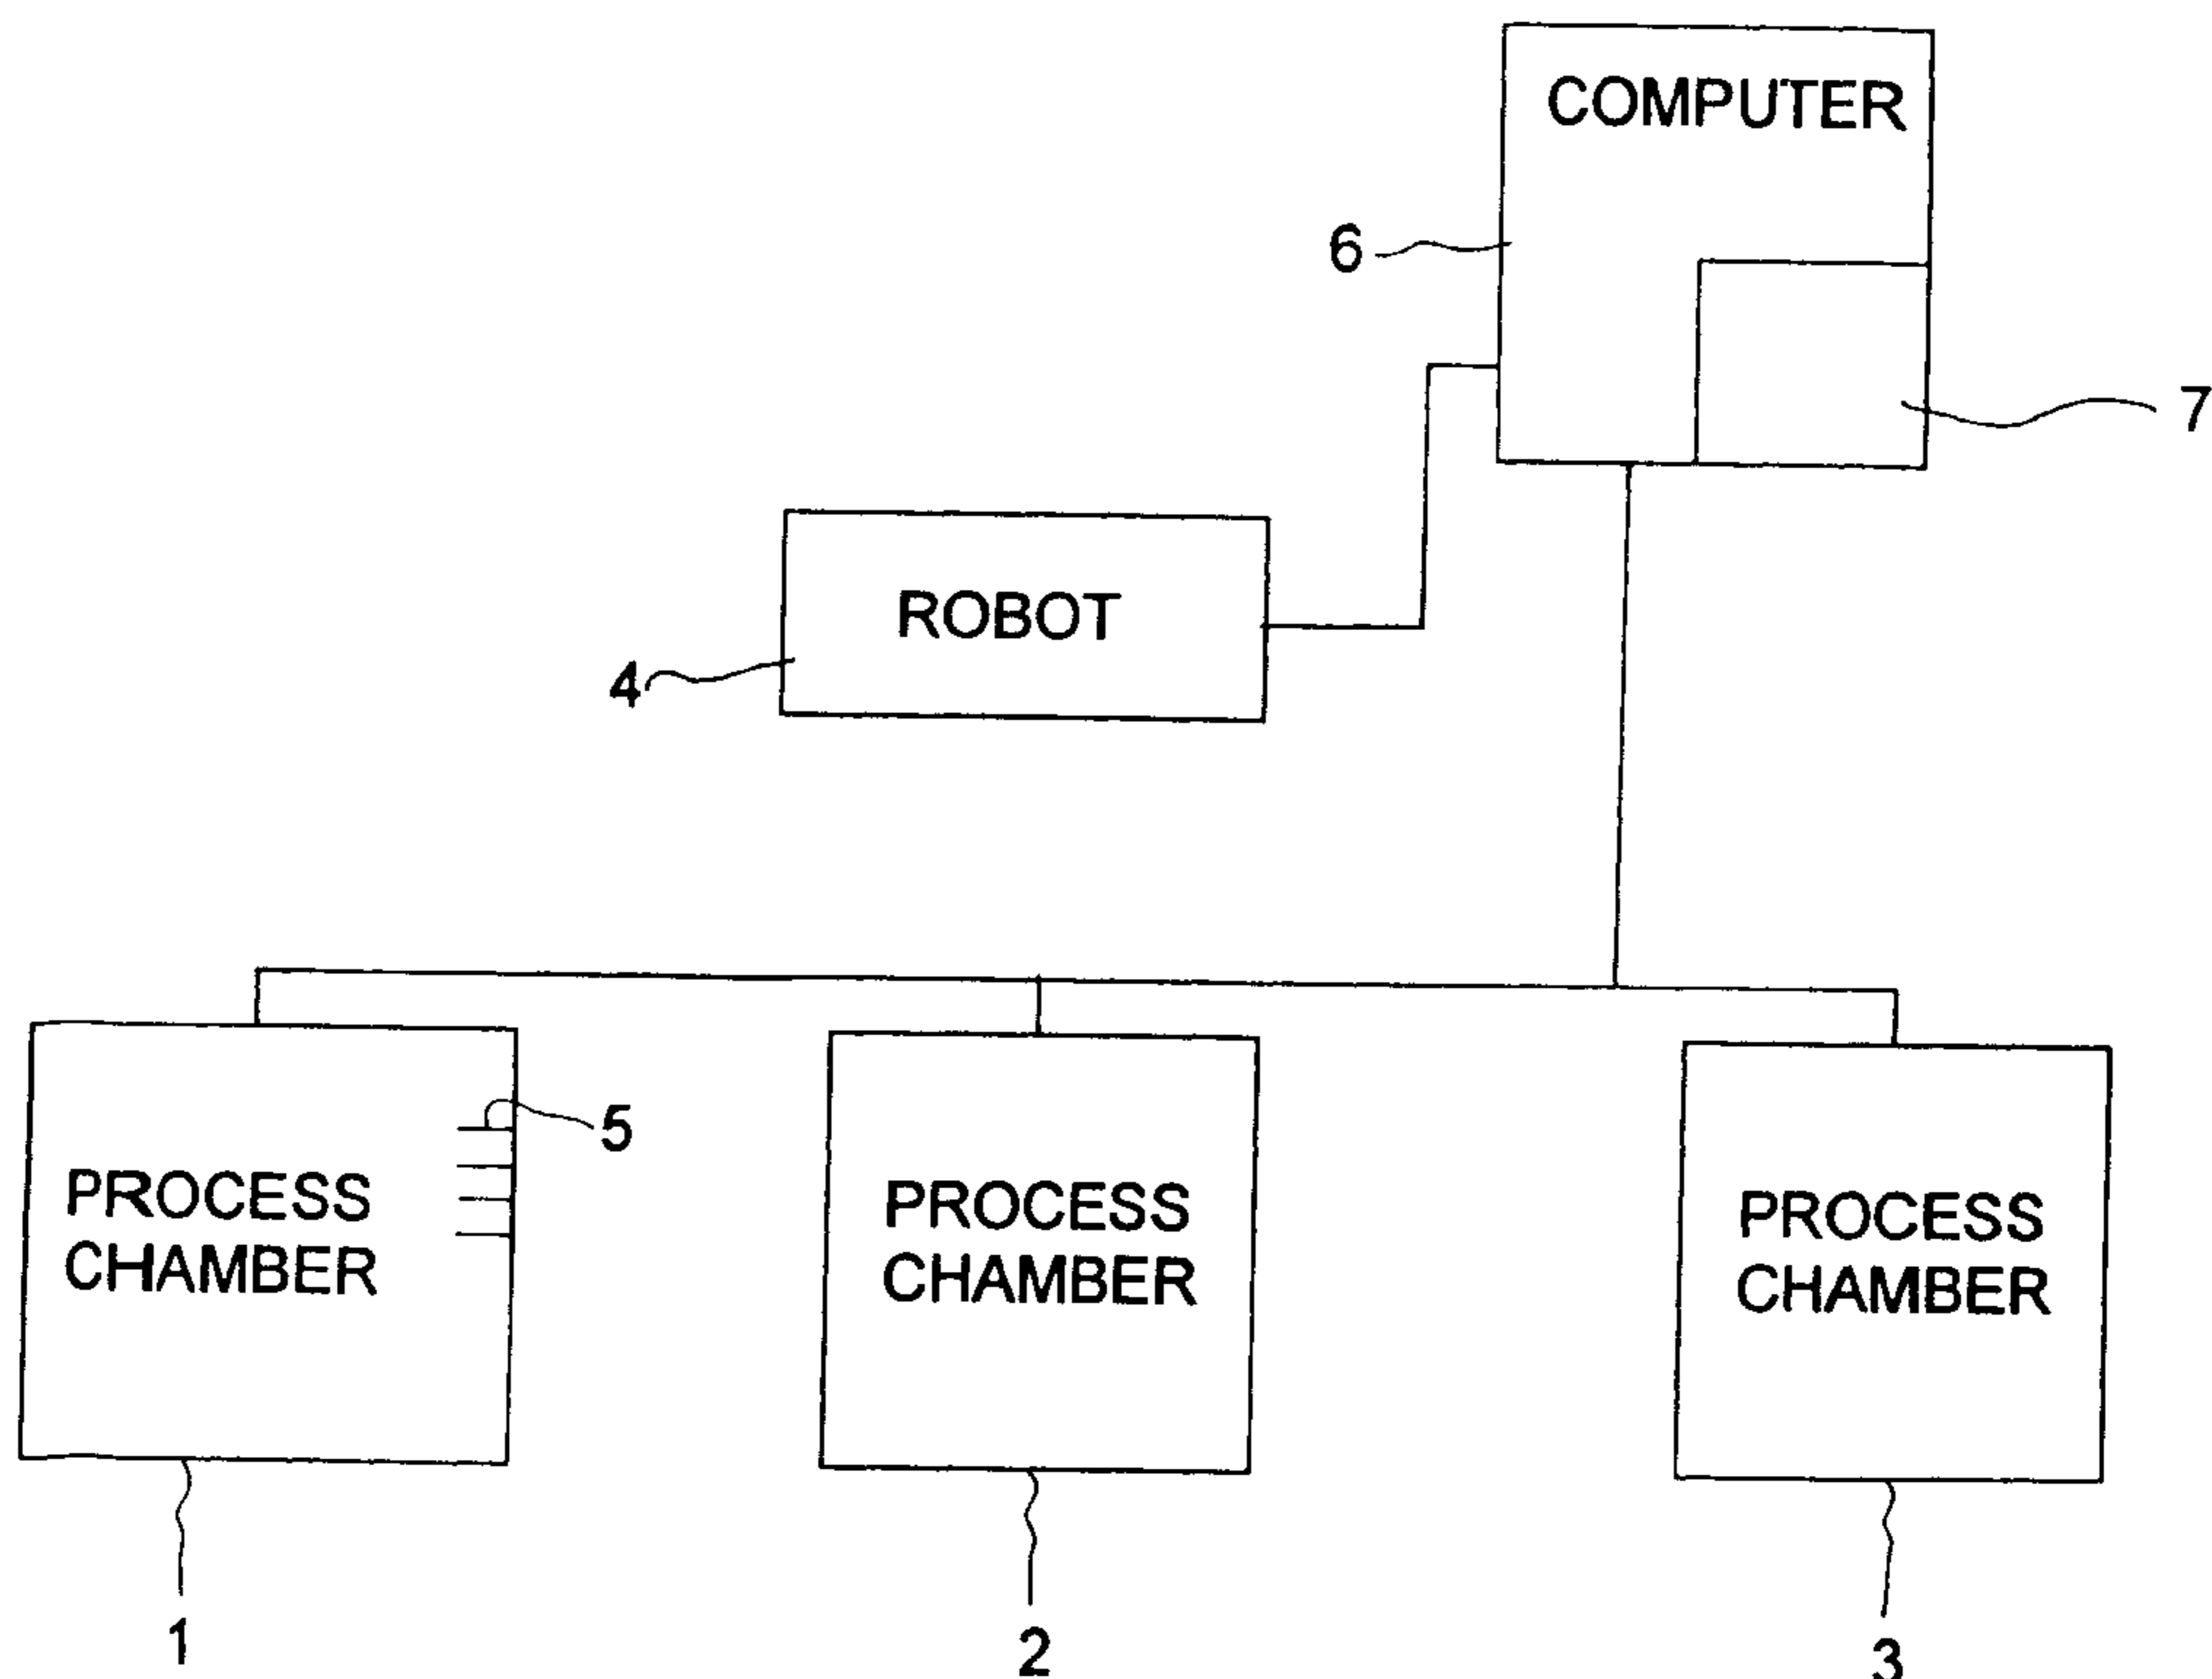 COMPUTER
6
7
ROBOT
4
5
PROCESS
CHAMBER
PROCESS
CHAMBER
PROCESS
CHAMBER
1
2
3